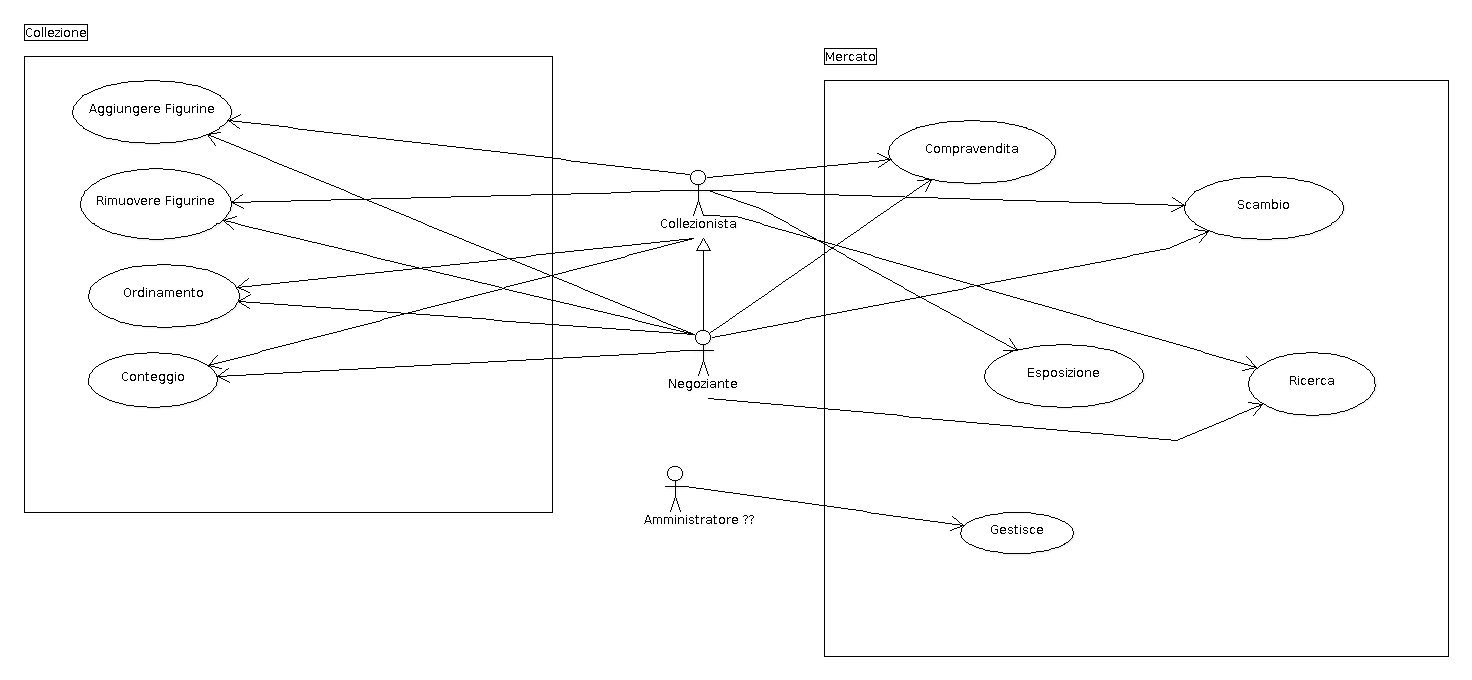 Collezione
Mercato
Aggiungere Figurine
Compravendita
Rimuovere Figurine
Scambio
Collezionista
Ordinamento
Esposizione
Conteggio
Ricerca
Negoziante
Amministratore ??
Gestisce